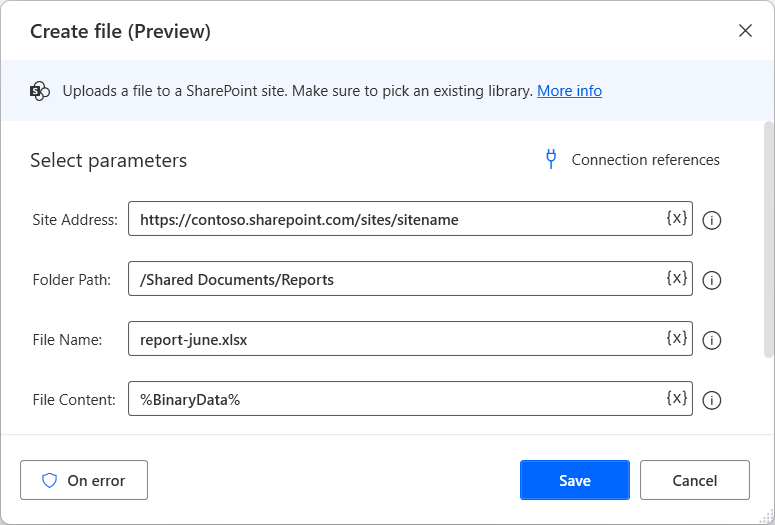 Create file (Preview)
Uploads a file to a SharePoint site. Make sure to pick an existing library. More info
Select parameters
Connection references
Site Address: https://contoso.sharepoint.com/sites/sitename {x}
Folder Path: /Shared Documents/Reports {x}
File Name: report-june.xlsx {x}
File Content: %BinaryData% {x}
On error
Save
Cancel